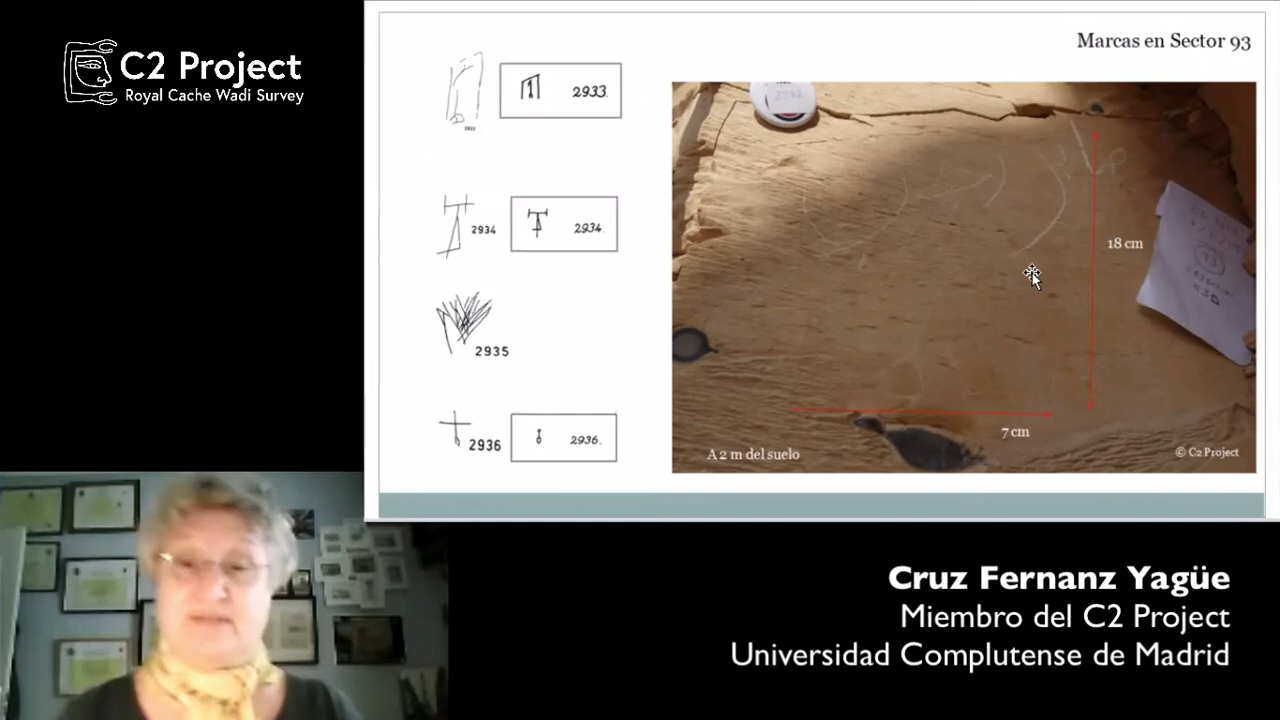 C2 Project
Royal Cache Wadi Survey
Marcas en Sector 93
2933
2933.
2934
2934.
2935
2936
2936.
18 cm
7 cm
A 2 m del suelo
© C2 Project
Cruz Fernanz Yagüe
Miembro del C2 Project
Universidad Complutense de Madrid